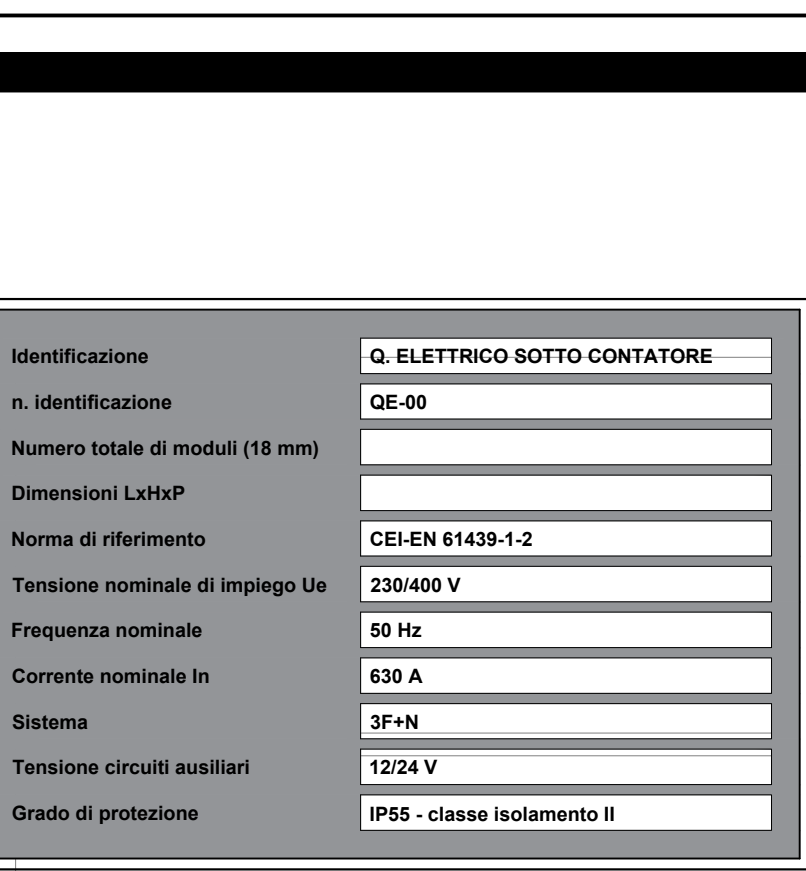 Identificazione Q. ELETTRICO SOTTO CONTATORE
n. identificazione QE-00
Numero totale di moduli (18 mm)
Dimensioni LxHxP
Norma di riferimento CEI-EN 61439-1-2
Tensione nominale di impiego Ue 230/400 V
Frequenza nominale 50 Hz
Corrente nominale In 630 A
Sistema 3F+N
Tensione circuiti ausiliari 12/24 V
Grado di protezione IP55 - classe isolamento II